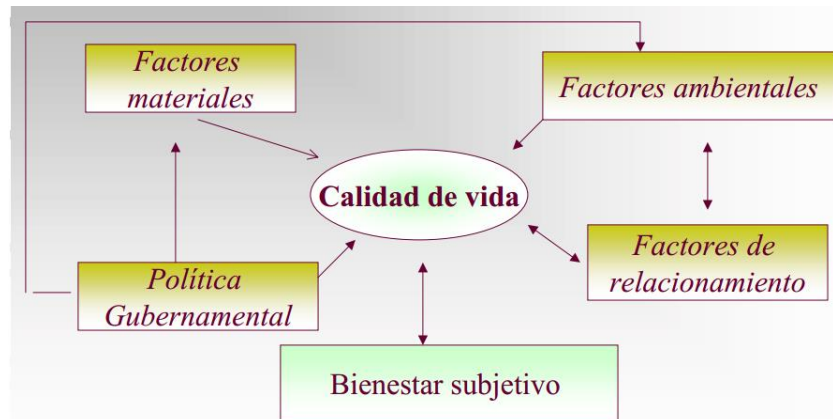 Factores
materiales
Factores ambientales
Calidad de vida
Política
Gubernamental
Factores de
relacionamiento
Bienestar subjetivo